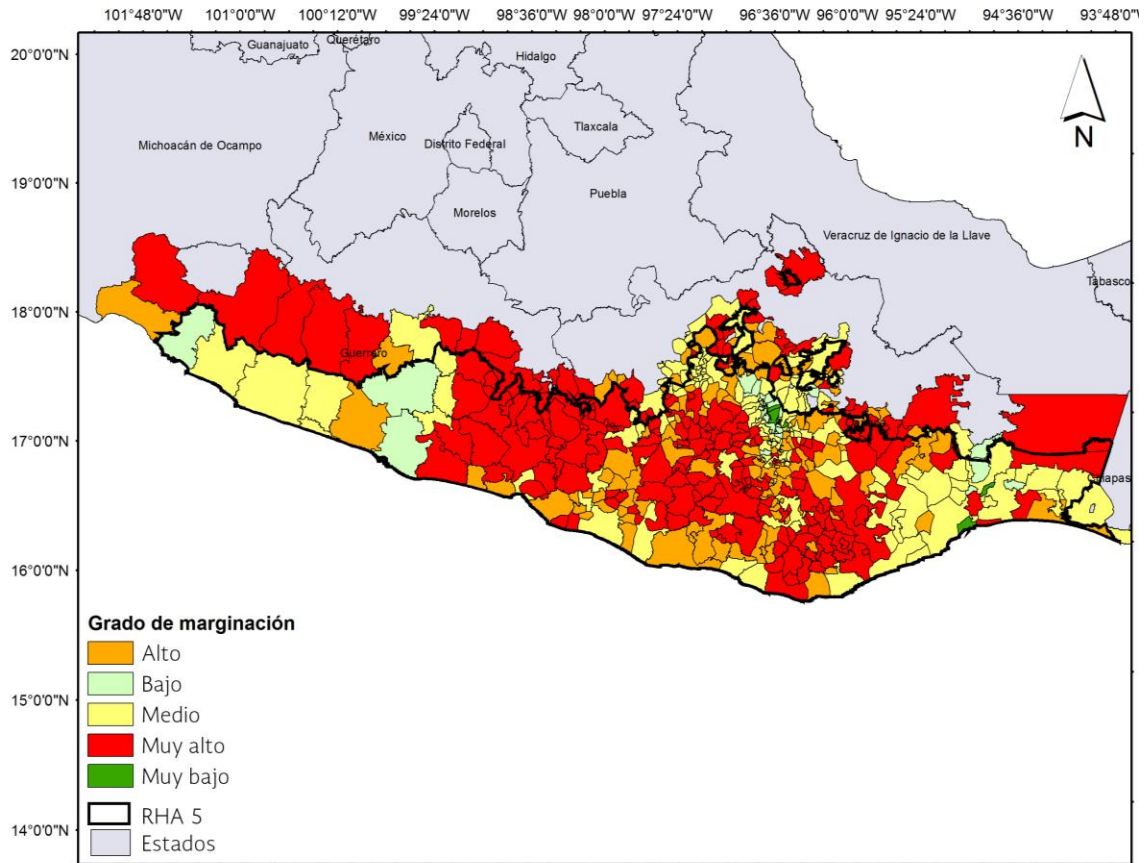 101°48'0"W 101°0'0"W 100°12'0"W 99°24'0"W 98°36'0"W 98°0'0"W 97°24'0"W 96°36'0"W 96°0'0"W 95°24'0"W 94°36'0"W 93°48'0"W
20°0'0"N
19°0'0"N
18°0'0"N
17°0'0"N
16°0'0"N
15°0'0"N
14°0'0"N
Guanajuato
Querétaro
Hidalgo
México
Tlaxcala
Michoacán de Ocampo
Distrito Federal
Puebla
Morelos
Veracruz de Ignacio de la Llave
Tabasco
Guerrero
N
Grado de marginación
Alto
Bajo
Medio
Muy alto
Muy bajo
RHA 5
Estados